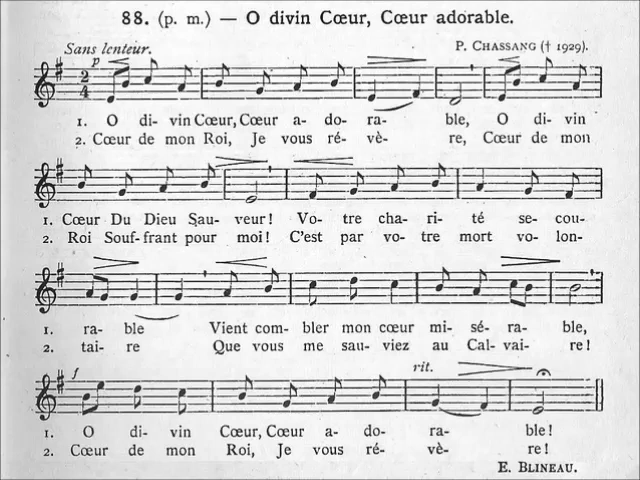 88. (p. m.) — O divin Cœur, Cœur adorable.
Sans lenteur. P. CHASSANG († 1929).
p
2
4
1. O di- vin Cœur, Cœur a- do- ra- ble, O di- vin
2. Cœur de mon Roi, Je vous ré- vè- re, Cœur de mon
1. Cœur Du Dieu Sau- veur! Vo- tre cha- ri- té se- cou-
2. Roi Souf- frant pour moi! C'est par vo- tre mort vo- lon-
1. ra- ble Vient com- bler mon cœur mi- sé- ra- ble,
2. tai- re Que vous me sau- viez au Cal- vai- re!
f rit.
1. O di- vin Cœur, Cœur a- do- ra- ble!
2. Cœur de mon Roi, Je vous ré- vè- re!
E. BLINEAU.